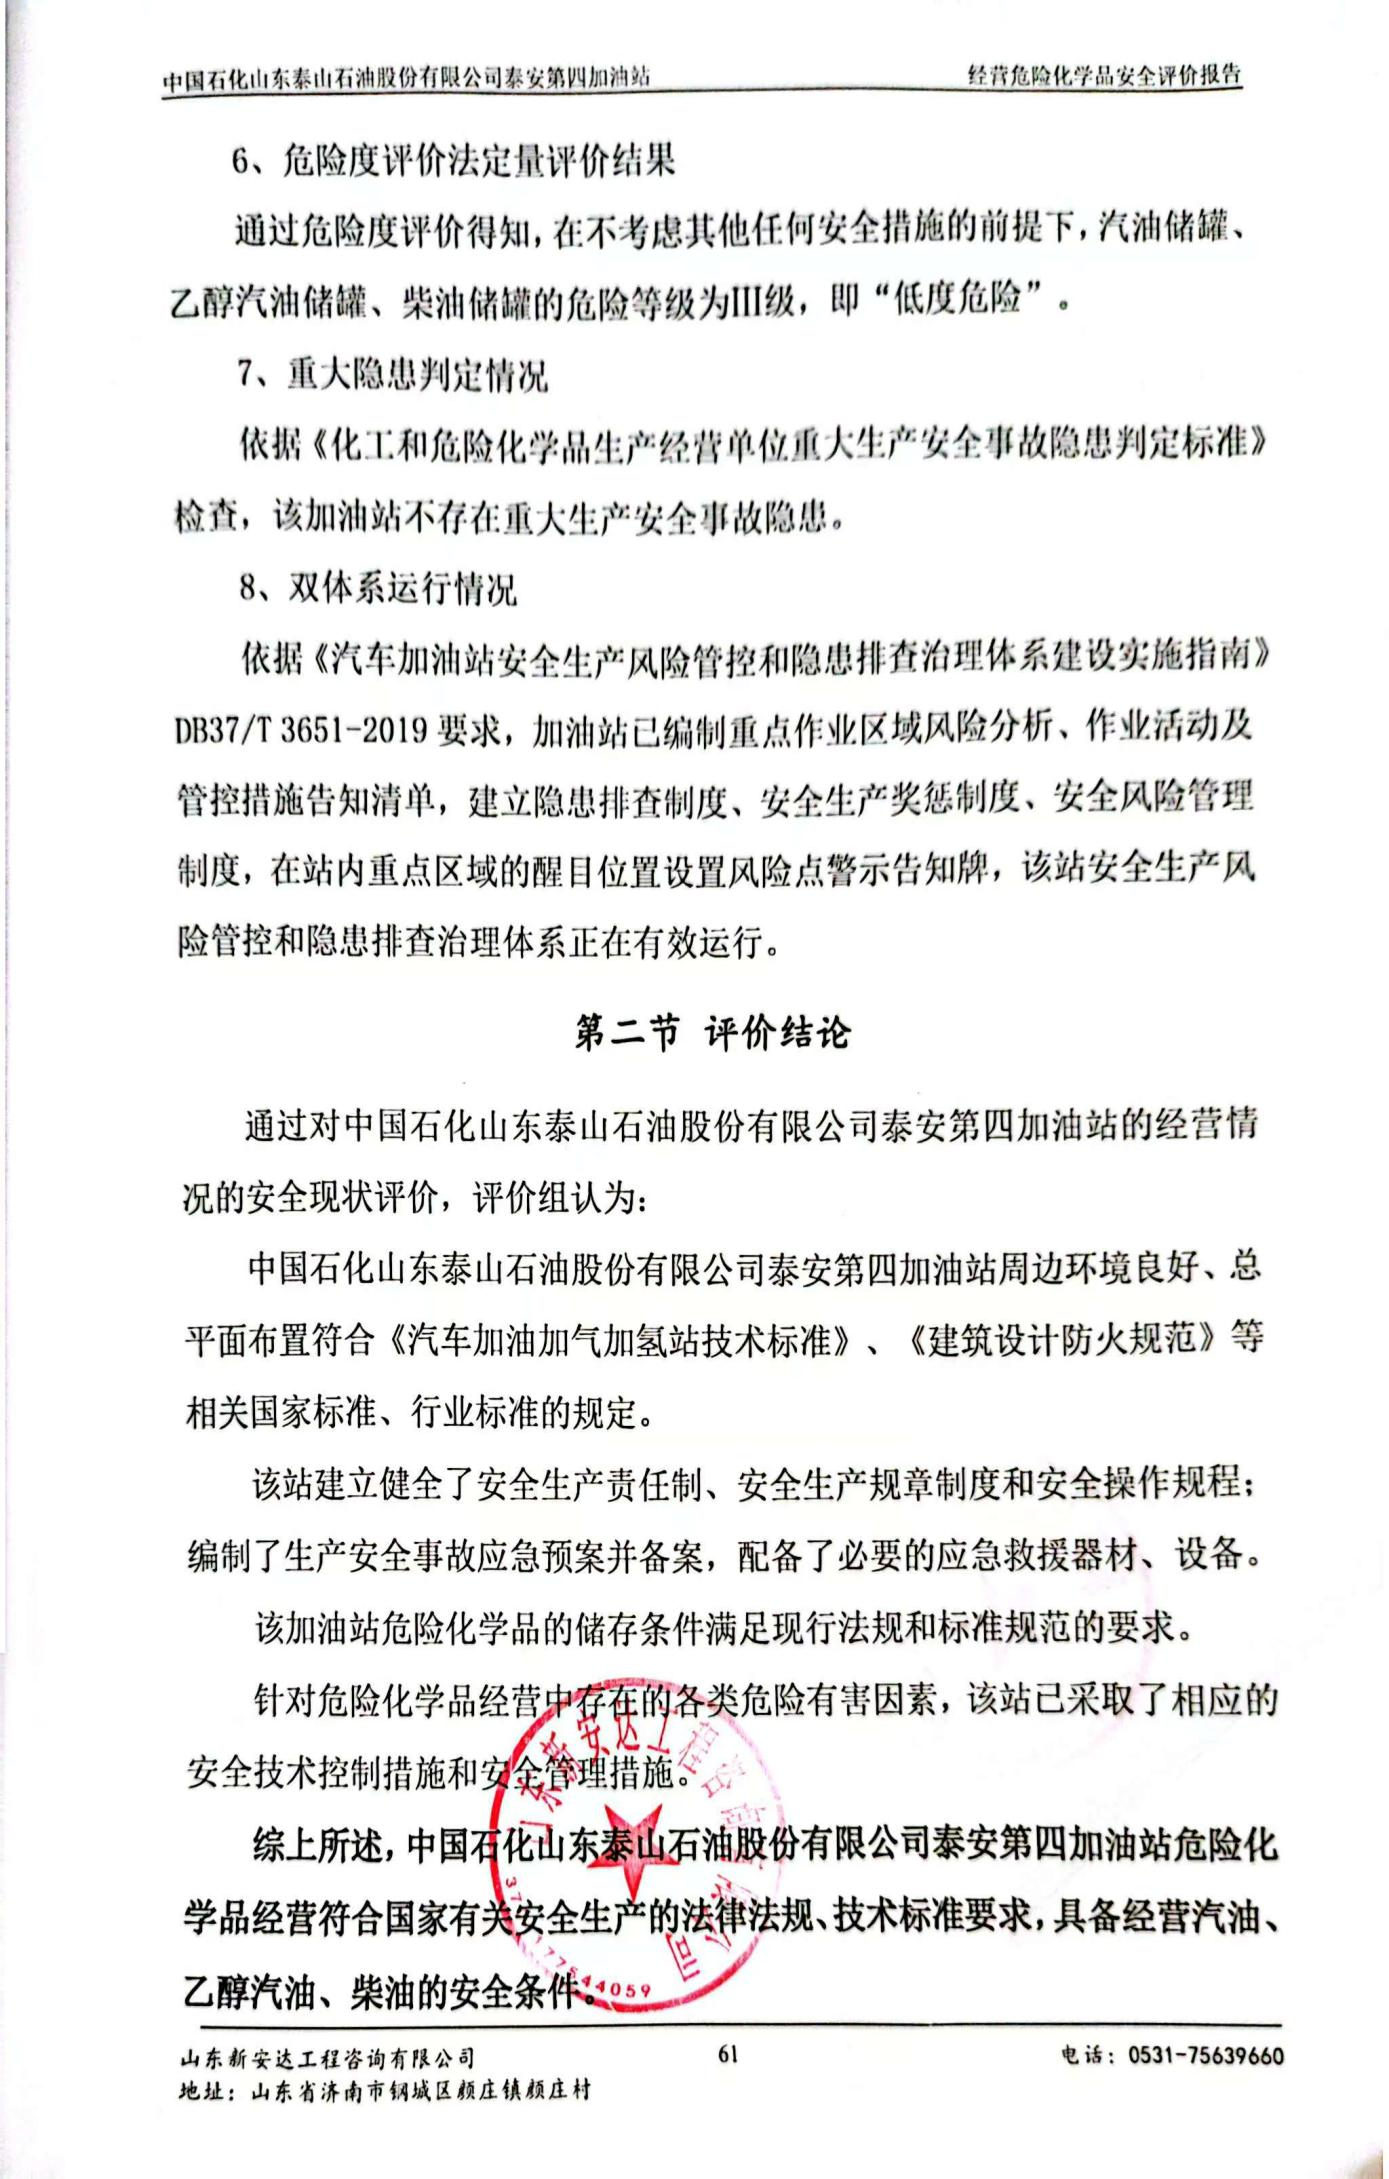 中国石化山东泰山石油股份有限公司泰安第四加油站 经营危险化学品安全评价报告
6、危险度评价法定量评价结果
通过危险度评价得知,在不考虑其他任何安全措施的前提下,汽油储罐、
乙醇汽油储罐、柴油储罐的危险等级为III级，即“低度危险”。
7、重大隐患判定情况
依据《化工和危险化学品生产经营单位重大生产安全事故隐患判定标准》
检查，该加油站不存在重大生产安全事故隐患。
8、双体系运行情况
依据《汽车加油站安全生产风险管控和隐患排查治理体系建设实施指南》
DB37/T 3651-2019 要求，加油站已编制重点作业区域风险分析、作业活动及
管控措施告知清单，建立隐患排查制度、安全生产奖惩制度、安全风险管理
制度，在站内重点区域的醒目位置设置风险点警示告知牌，该站安全生产风
险管控和隐患排查治理体系正在有效运行。
第二节 评价结论
通过对中国石化山东泰山石油股份有限公司泰安第四加油站的经营情
况的安全现状评价，评价组认为：
中国石化山东泰山石油股份有限公司泰安第四加油站周边环境良好、总
平面布置符合《汽车加油加气加氢站技术标准》、《建筑设计防火规范》等
相关国家标准、行业标准的规定。
该站建立健全了安全生产责任制、安全生产规章制度和安全操作规程；
编制了生产安全事故应急预案并备案，配备了必要的应急救援器材、设备。
该加油站危险化学品的储存条件满足现行法规和标准规范的要求。
针对危险化学品经营中存在的各类危险有害因素，该站已采取了相应的
安全技术控制措施和安全管理措施。
综上所述,中国石化山东泰山石油股份有限公司泰安第四加油站危险化
学品经营符合国家有关安全生产的法律法规、技术标准要求,具备经营汽油、
乙醇汽油、柴油的安全条件。
山东新安达工程咨询有限公司
山东新安达工程咨询有限公司 61 电话：0531-75639660
地址：山东省济南市钢城区颜庄镇颜庄村